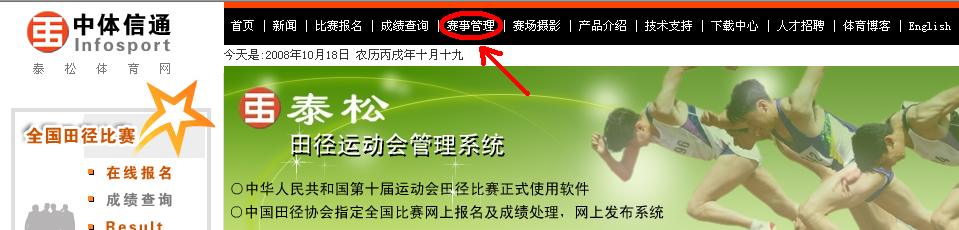 中体信通
Infosport
泰松体育网
首页 | 新闻 | 比赛报名 | 成绩查询 | 赛事管理 | 赛场摄影 | 产品介绍 | 技术支持 | 下载中心 | 人才招聘 | 体育博客 | English
今天是:2008年10月18日 农历丙戌年十月十九
全国田径比赛
在线报名
成绩查询
Result
泰松
田径运动会管理系统
○中华人民共和国第十届运动会田径比赛正式使用软件
○中国田径协会指定全国比赛网上报名及成绩处理，网上发布系统
96